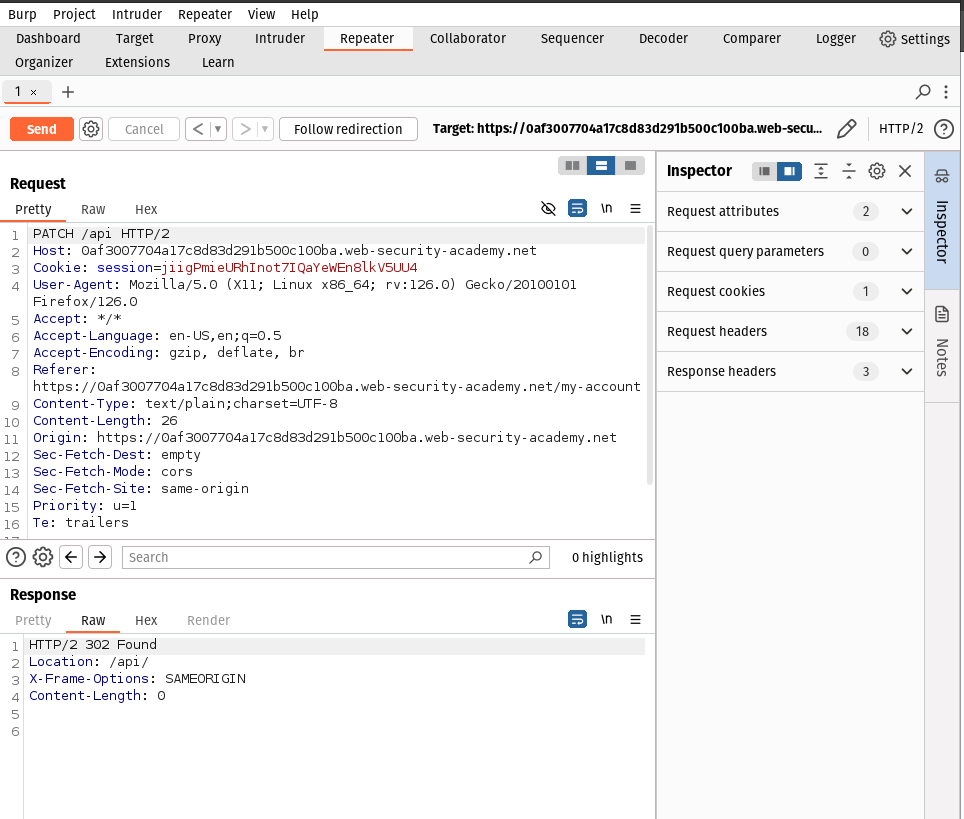 Burp Project Intruder Repeater View Help
Dashboard Target Proxy Intruder Repeater Collaborator Sequencer Decoder Comparer Logger Settings
Organizer Extensions Learn
1 ×
Send Cancel < > Follow redirection Target: https://0af3007704a17c8d83d291b500c100ba.web-secu... HTTP/2 ?
Request
Pretty Raw Hex \n
1 PATCH /api HTTP/2
2 Host: 0af3007704a17c8d83d291b500c100ba.web-security-academy.net
3 Cookie: session=jiigPmieURhInot7IQaYeWEn8lkV5UU4
4 User-Agent: Mozilla/5.0 (X11; Linux x86_64; rv:126.0) Gecko/20100101
Firefox/126.0
5 Accept: */*
6 Accept-Language: en-US,en;q=0.5
7 Accept-Encoding: gzip, deflate, br
8 Referer:
https://0af3007704a17c8d83d291b500c100ba.web-security-academy.net/my-account
9 Content-Type: text/plain;charset=UTF-8
10 Content-Length: 26
11 Origin: https://0af3007704a17c8d83d291b500c100ba.web-security-academy.net
12 Sec-Fetch-Dest: empty
13 Sec-Fetch-Mode: cors
14 Sec-Fetch-Site: same-origin
15 Priority: u=1
16 Te: trailers
17
? Search 0 highlights
Response
Pretty Raw Hex Render \n
1 HTTP/2 302 Found
2 Location: /api/
3 X-Frame-Options: SAMEORIGIN
4 Content-Length: 0
5
6
Inspector
Request attributes 2
Request query parameters 0
Request cookies 1
Request headers 18
Response headers 3
Inspector
Notes